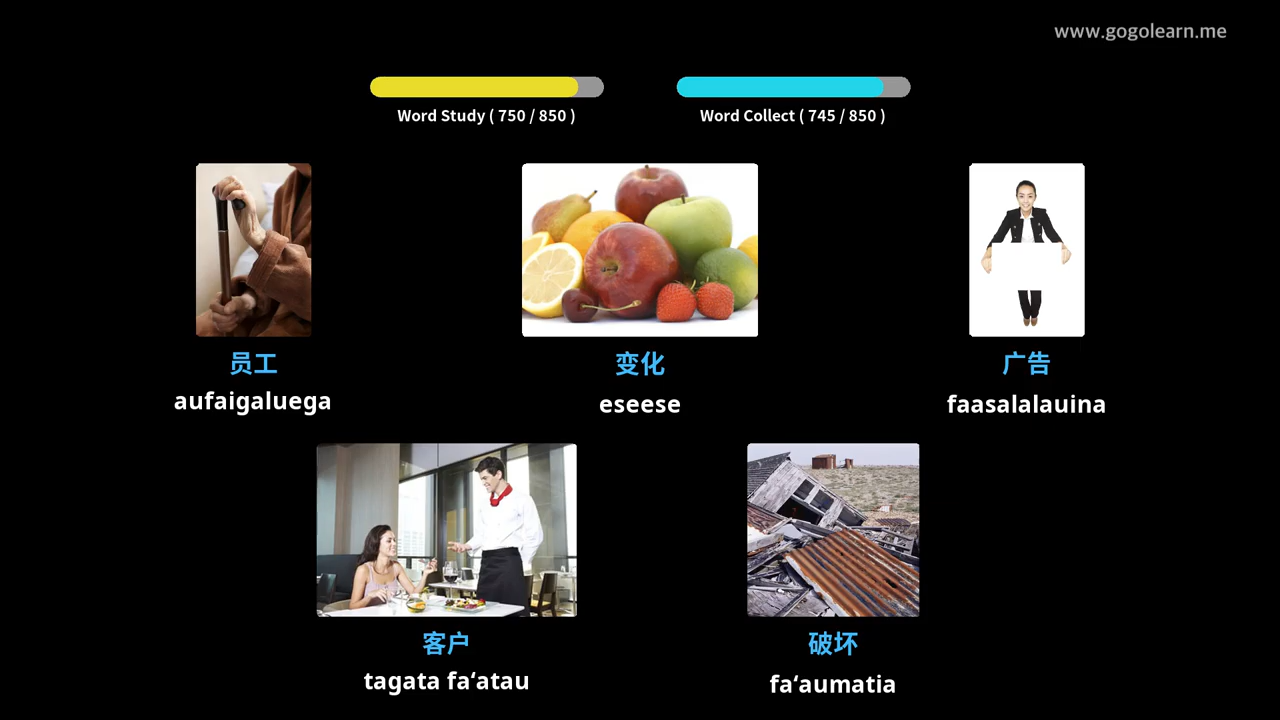 www.gogolearn.me
Word Study ( 750 / 850 )
Word Collect ( 745 / 850 )
员工
aufaigaluega
变化
eseese
广告
faasalalauina
客户
tagata fa‘atau
破坏
fa‘aumatia